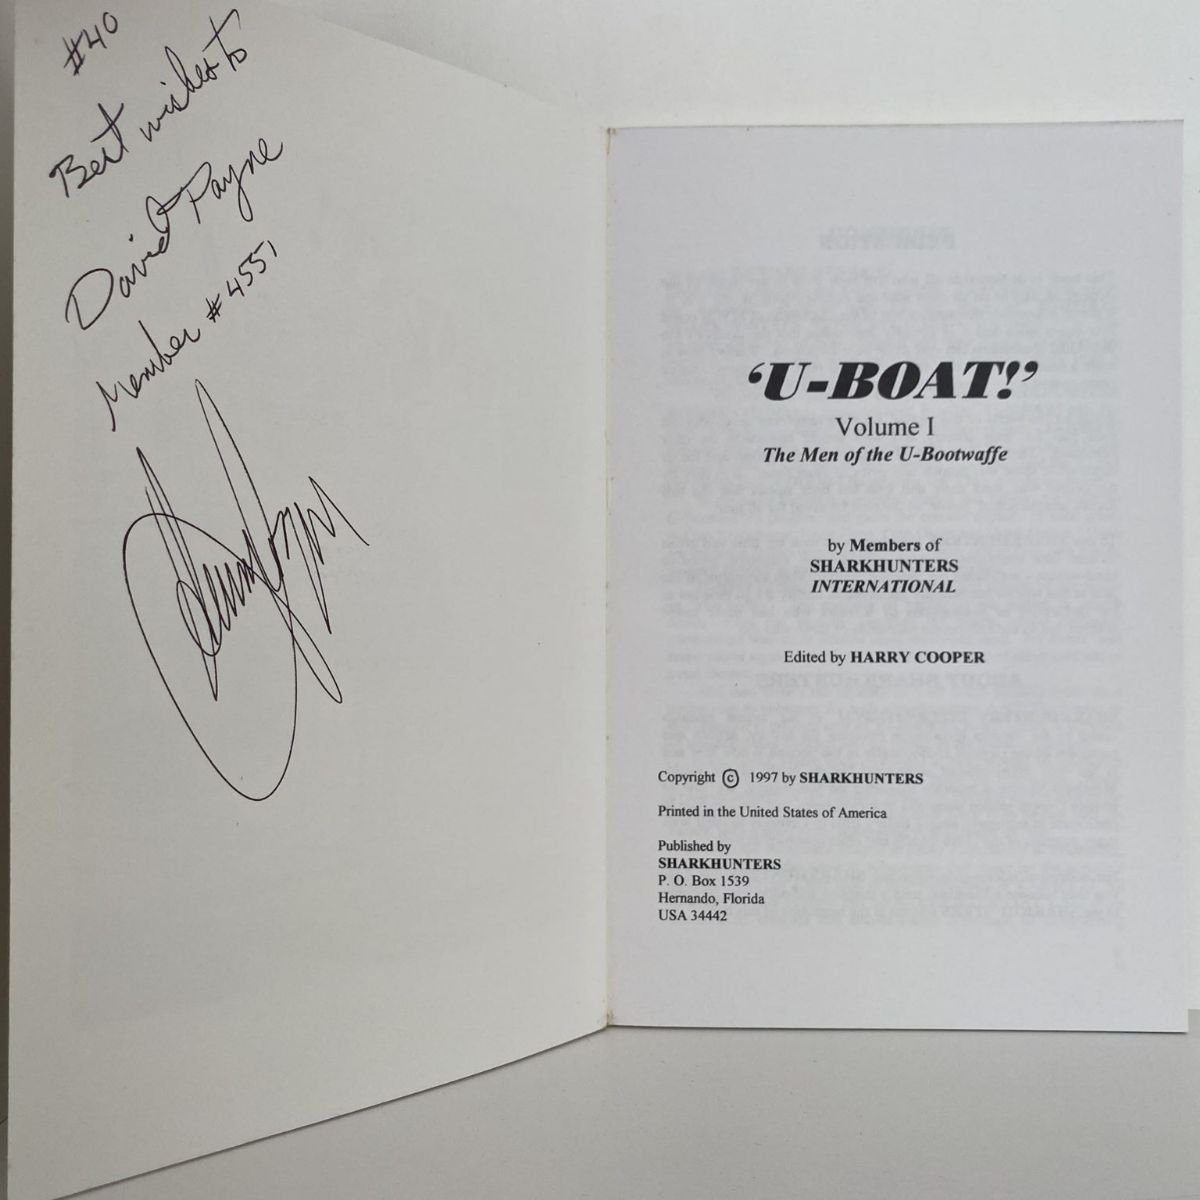 #40
Best wishes to
David Payne
Member #4551
'U-BOAT!'
Volume I
The Men of the U-Bootwaffe
by Members of
SHARKHUNTERS
INTERNATIONAL
Edited by HARRY COOPER
Copyright © 1997 by SHARKHUNTERS
Printed in the United States of America
Published by
SHARKHUNTERS
P. O. Box 1539
Hernando, Florida
USA 34442